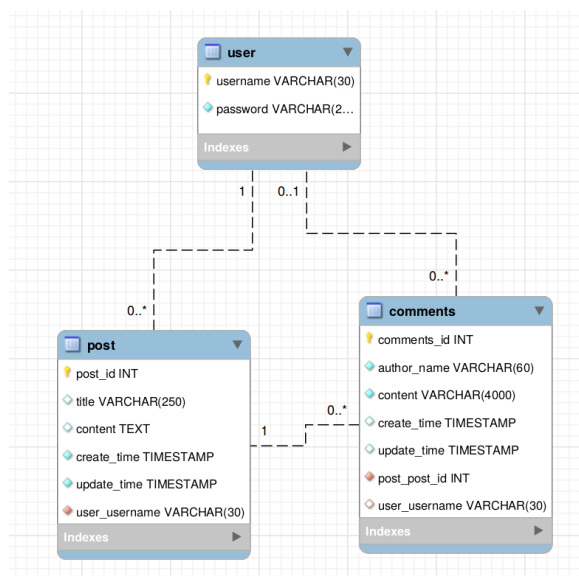 user
username VARCHAR(30)
password VARCHAR(2...
Indexes
1
0..1
0..*
0..*
comments
comments_id INT
author_name VARCHAR(60)
content VARCHAR(4000)
create_time TIMESTAMP
update_time TIMESTAMP
post_post_id INT
user_username VARCHAR(30)
Indexes
post
post_id INT
title VARCHAR(250)
content TEXT
create_time TIMESTAMP
update_time TIMESTAMP
user_username VARCHAR(30)
Indexes
1
0..*